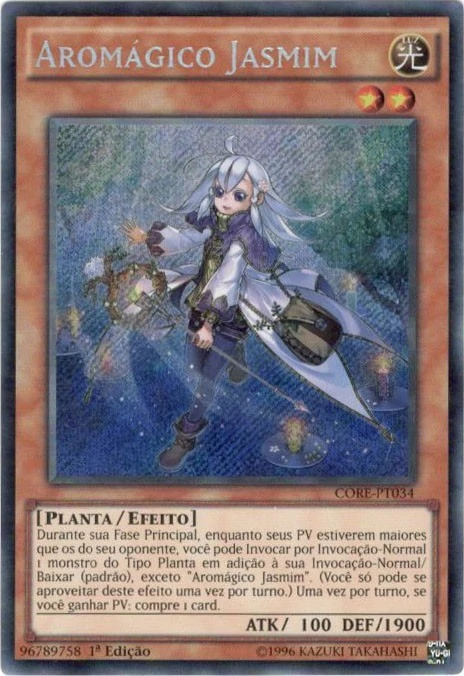 AROMÁGICO JASMIM
光
CORE-PT034
[PLANTA/EFEITO]
Durante sua Fase Principal, enquanto seus PV estiverem maiores
que os do seu oponente, você pode Invocar por Invocação-Normal
1 monstro do Tipo Planta em adição à sua Invocação-Normal/
Baixar (padrão), exceto "Aromágico Jasmim". (Você só pode se
aproveitar deste efeito uma vez por turno.) Uma vez por turno, se
você ganhar PV: compre 1 card.
ATK/ 100 DEF/1900
96789758 1ª Edição ©1996 KAZUKI TAKAHASHI